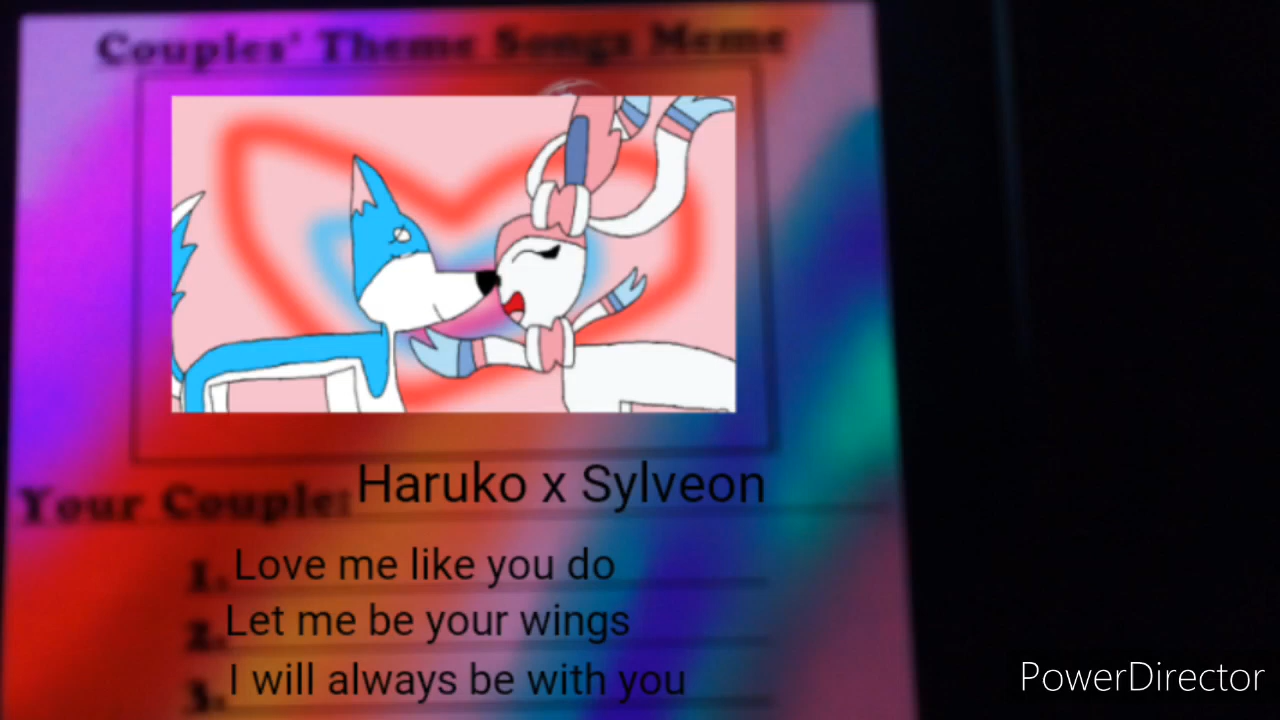 Couples' Theme Songs Meme
Your Couple: Haruko x Sylveon
1. Love me like you do
2. Let me be your wings
3. I will always be with you
PowerDirector